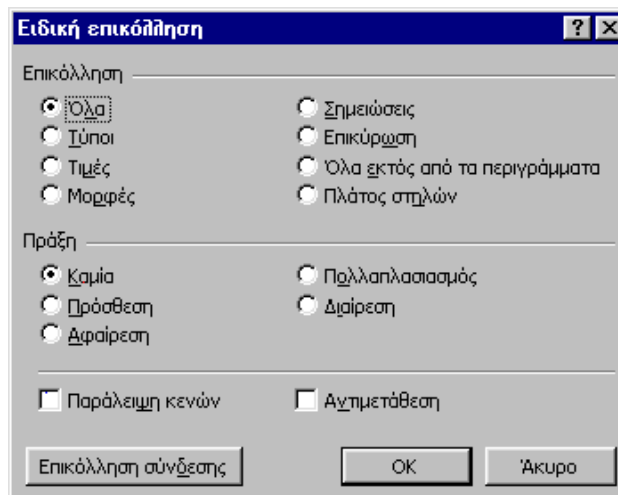 Ειδική επικόλληση
Επικόλληση
Όλα
Σημειώσεις
Τύποι
Επικύρωση
Τιμές
Όλα εκτός από τα περιγράμματα
Μορφές
Πλάτος στηλών
Πράξη
Καμία
Πολλαπλασιασμός
Πρόσθεση
Διαίρεση
Αφαίρεση
Παράλειψη κενών
Αντιμετάθεση
Επικόλληση σύνδεσης
OK
Άκυρο